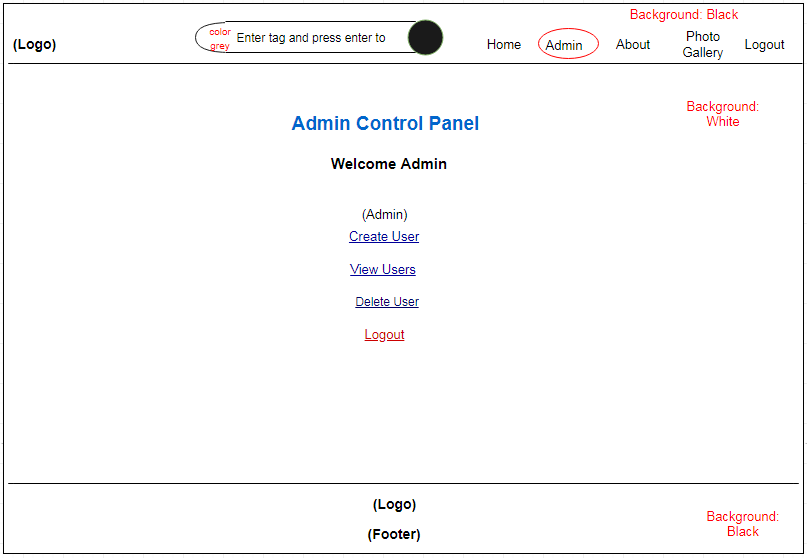 Background: Black
(Logo)
color
grey
Enter tag and press enter to
Home
Admin
About
Photo
Gallery
Logout
Background:
White
Admin Control Panel
Welcome Admin
(Admin)
Create User
View Users
Delete User
Logout
(Logo)
(Footer)
Background:
Black